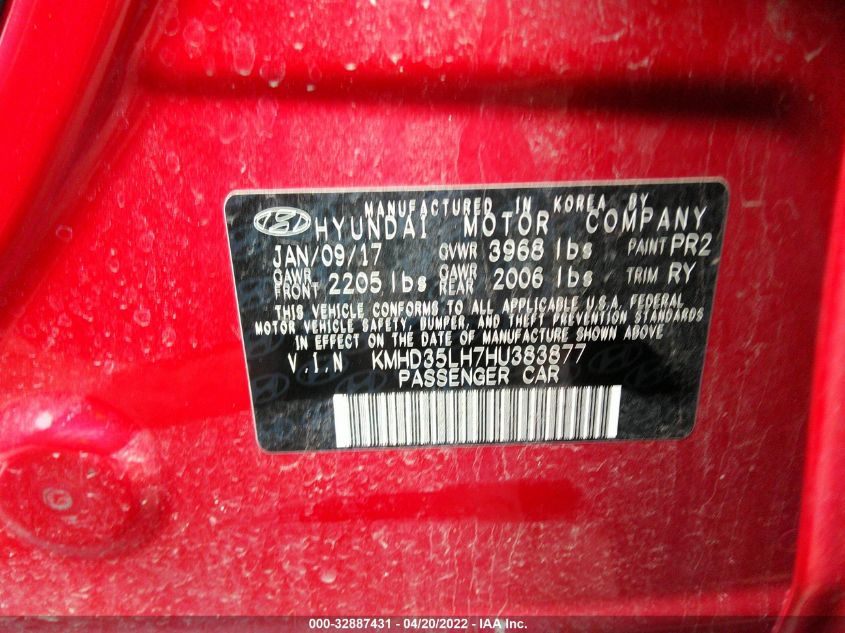 MANUFACTURED IN KOREA BY
HYUNDAI MOTOR COMPANY
JAN/09/17 GVWR 3968 lbs PAINT PR2
GAWR FRONT 2205 lbs GAWR REAR 2006 lbs TRIM RY
THIS VEHICLE CONFORMS TO ALL APPLICABLE U.S.A. FEDERAL
MOTOR VEHICLE SAFETY, BUMPER, AND THEFT PREVENTION STANDARDS
IN EFFECT ON THE DATE OF MANUFACTURE SHOWN ABOVE
V.I.N KMHD35LH7HU383877
PASSENGER CAR
000-32887431 - 04/20/2022 - IAAI.com